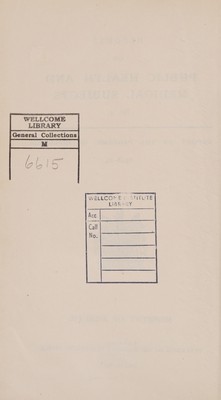 WELLCOME
LIBRARY
General Collections
M
6615
WELLCOME INSTITUTE
LIBRARY
Acc.
Call
No.